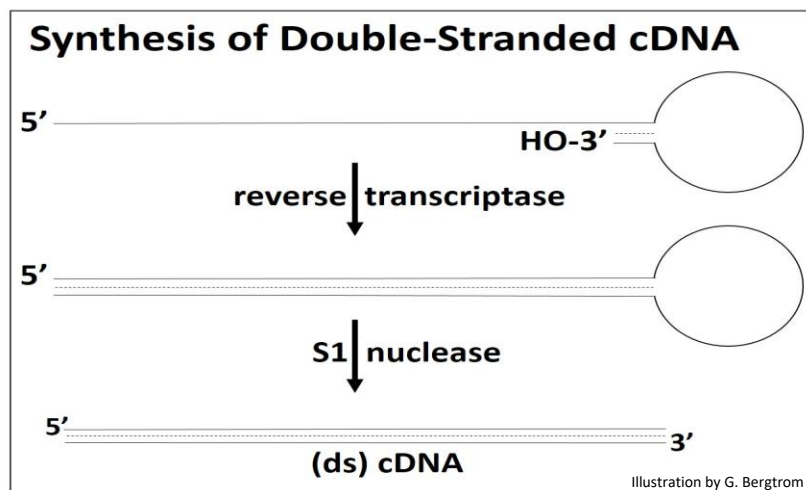 Synthesis of Double-Stranded cDNA
5’
HO-3’
reverse transcriptase
5’
S1 nuclease
5’
3’
(ds) cDNA
Illustration by G. Bergtrom